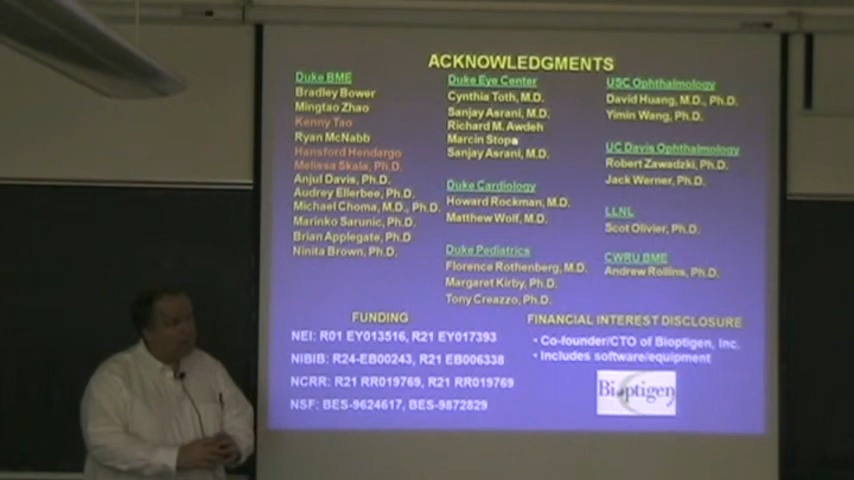 ACKNOWLEDGMENTS
Duke BME
Bradley Bower
Mingtao Zhao
Kenny Tao
Ryan McNabb
Hansford Hendargo
Melissa Skala, Ph.D.
Anjul Davis, Ph.D.
Audrey Ellerbee, Ph.D.
Michael Choma, M.D., Ph.D.
Marinko Sarunic, Ph.D.
Brian Applegate, Ph.D
Ninita Brown, Ph.D.
Duke Eye Center
Cynthia Toth, M.D.
Sanjay Asrani, M.D.
Richard M. Awdeh
Marcin Stopa
Sanjay Asrani, M.D.
Duke Cardiology
Howard Rockman, M.D.
Matthew Wolf, M.D.
Duke Pediatrics
Florence Rothenberg, M.D.
Margaret Kirby, Ph.D.
Tony Creazzo, Ph.D.
USC Ophthalmology
David Huang, M.D., Ph.D.
Yimin Wang, Ph.D.
UC Davis Ophthalmology
Robert Zawadzki, Ph.D.
Jack Werner, Ph.D.
LLNL
Scot Olivier, Ph.D.
CWRU BME
Andrew Rollins, Ph.D.
FUNDING
NEI: R01 EY013516, R21 EY017393
NIBIB: R24-EB00243, R21 EB006338
NCRR: R21 RR019769, R21 RR019769
NSF: BES-9624617, BES-9872829
FINANCIAL INTEREST DISCLOSURE
• Co-founder/CTO of Bioptigen, Inc.
• Includes software/equipment
Bioptigen